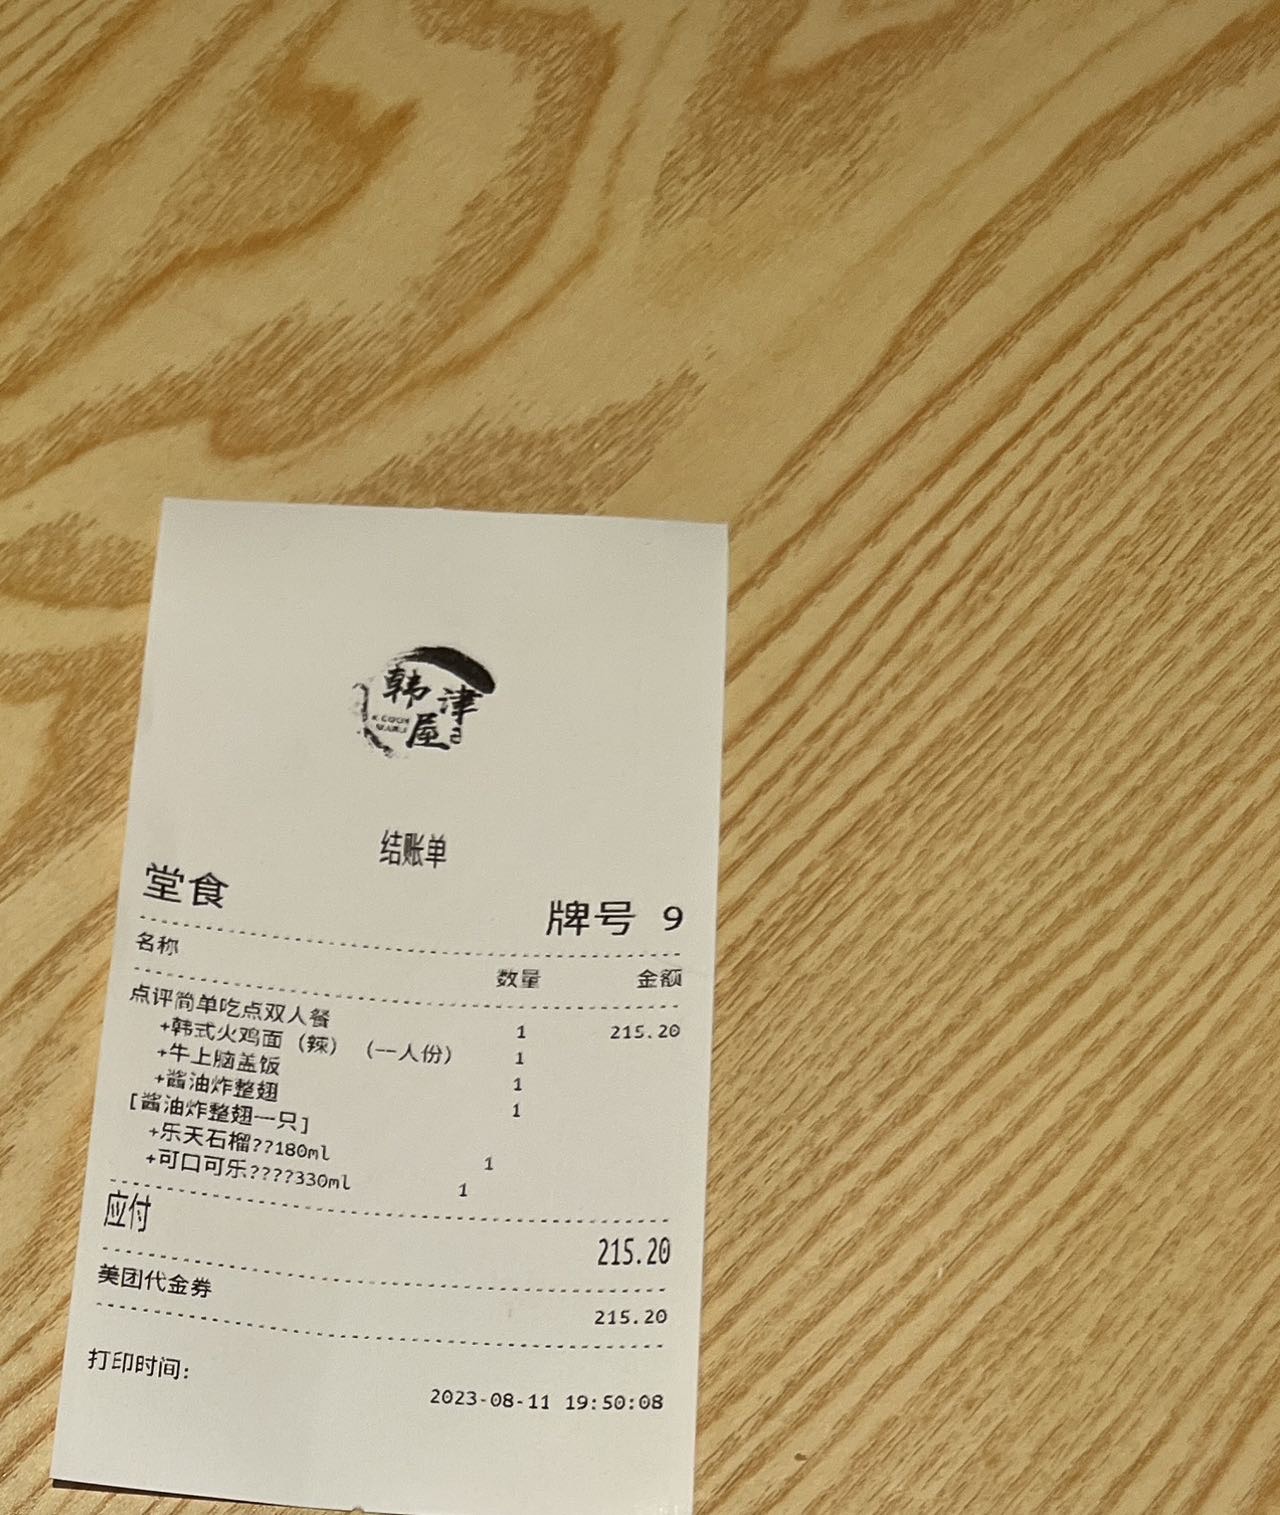 韩津
屋
结账单
堂食
牌号 9
名称 数量 金额
点评简单吃点双人餐 1 215.20
+韩式火鸡面（辣）（一人份） 1
+牛上脑盖饭 1
+酱油炸整翅 1
[酱油炸整翅一只]
+乐天石榴??180ml 1
+可口可乐????330ml 1
应付 215.20
美团代金券 215.20
打印时间: 2023-08-11 19:50:08